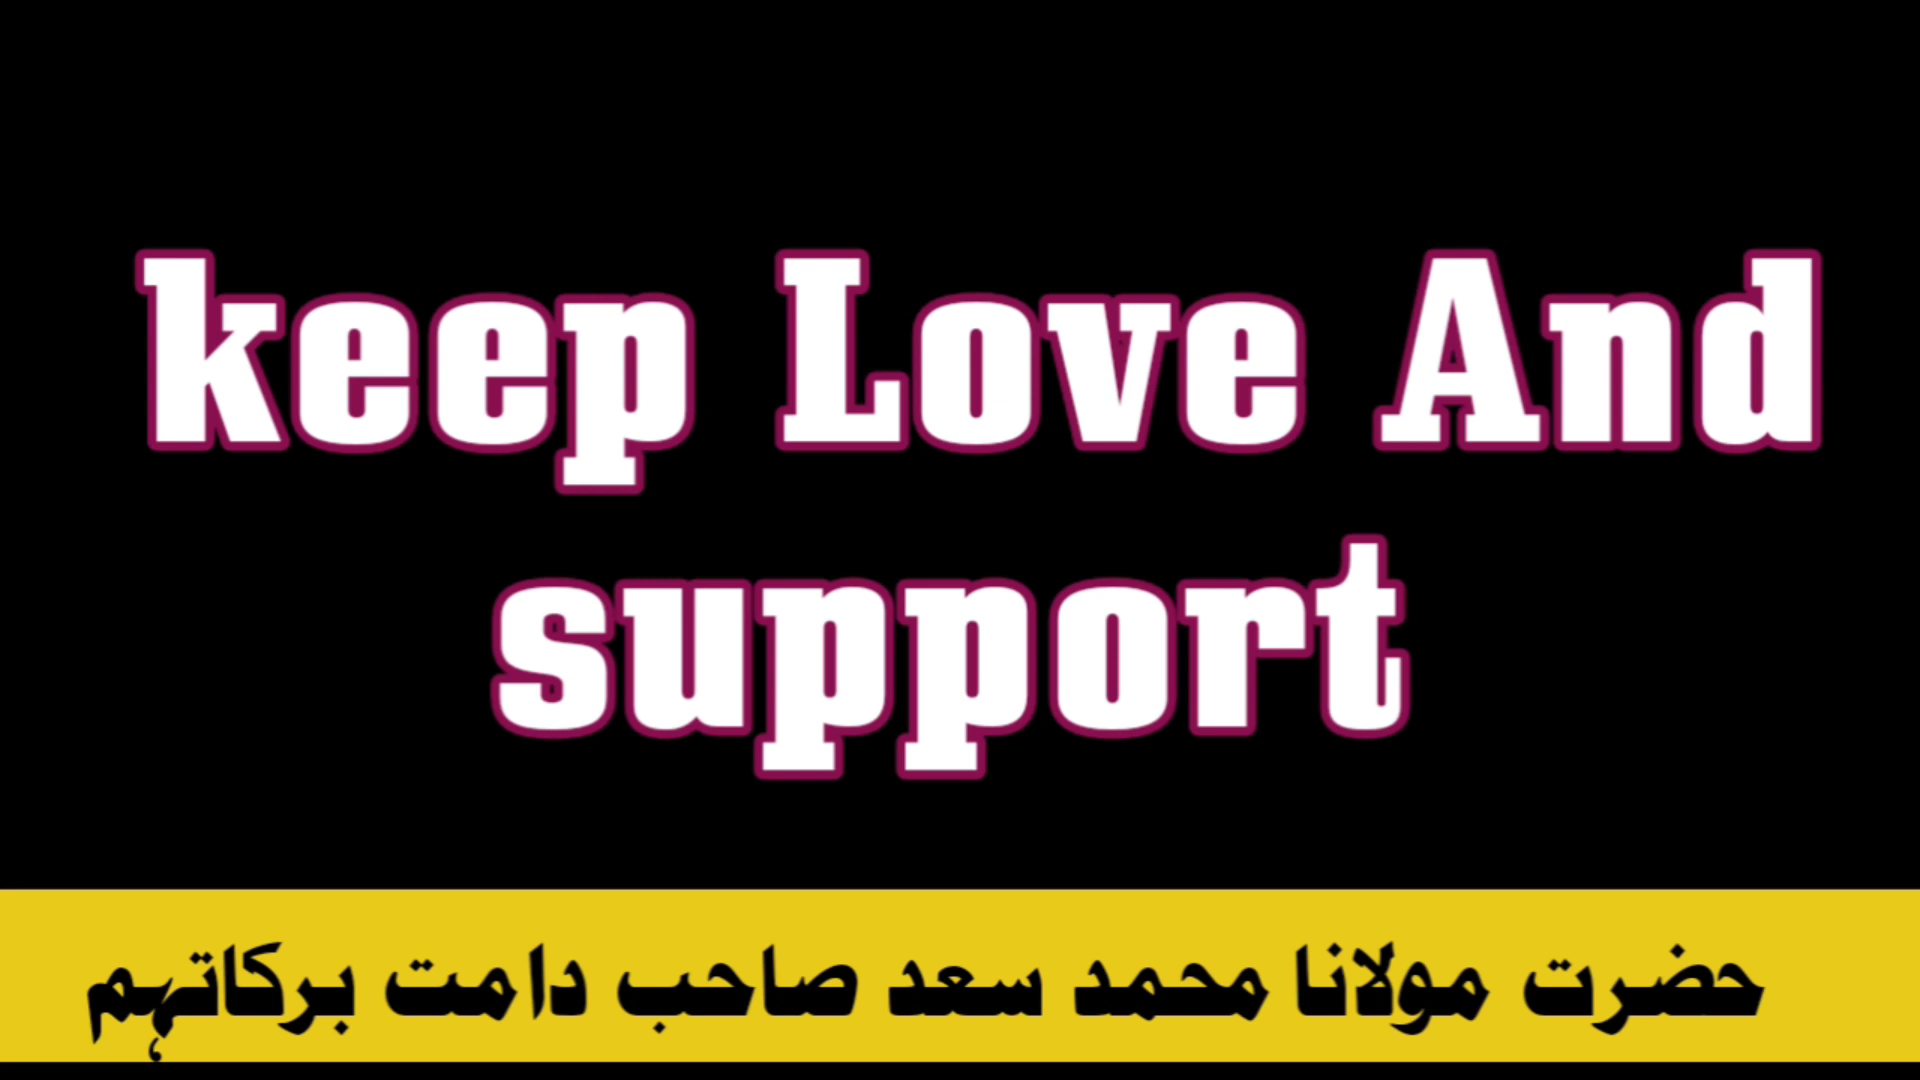 keep Love And
support
حضرت مولانا محمد سعد صاحب دامت برکاتہم